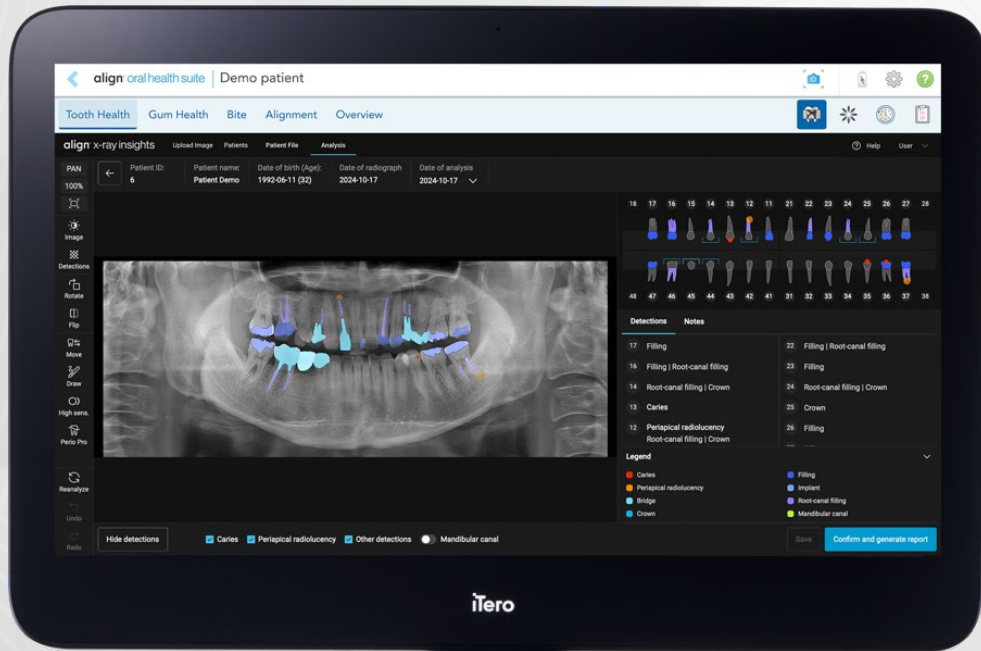 align oral health suite | Demo patient
Tooth Health Gum Health Bite Alignment Overview
align x-ray insights Upload Image Patients Patient File Analysis Help User
PAN
100%
Image
Detections
Rotate
Flip
Move
Draw
High sens.
Perio Pro
Reanalyze
Undo
Redo
Patient ID: Patient name: Date of birth (Age): Date of radiograph Date of analysis
6 Patient Demo 1992-06-11 (32) 2024-10-17 2024-10-17
18 17 16 15 14 13 12 11 21 22 23 24 25 26 27 28
48 47 46 45 44 43 42 41 31 32 33 34 35 36 37 38
Detections Notes
17 Filling
16 Filling | Root-canal filling
14 Root-canal filling | Crown
13 Caries
12 Periapical radiolucency
Root-canal filling | Crown
22 Filling | Root-canal filling
23 Filling
24 Root-canal filling | Crown
25 Crown
26 Filling
Legend
Caries
Periapical radiolucency
Bridge
Crown
Filling
Implant
Root-canal filling
Mandibular canal
Hide detections Caries Periapical radiolucency Other detections Mandibular canal Save Confirm and generate report
iTero